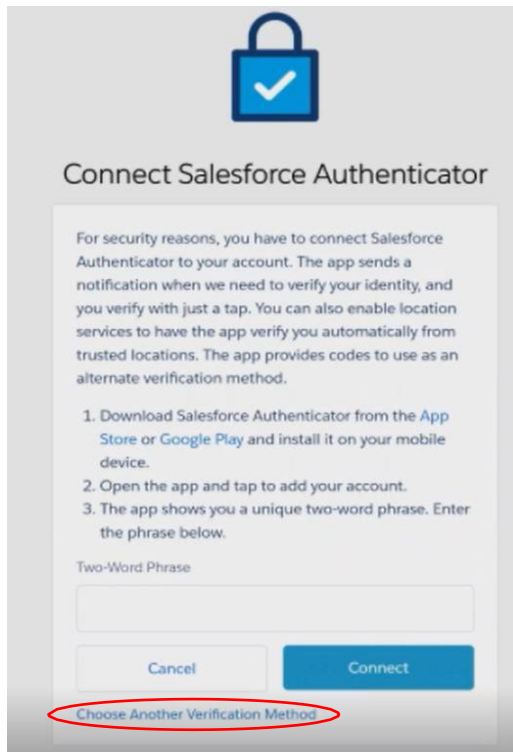 Connect Salesforce Authenticator
For security reasons, you have to connect Salesforce
Authenticator to your account. The app sends a
notification when we need to verify your identity, and
you verify with just a tap. You can also enable location
services to have the app verify you automatically from
trusted locations. The app provides codes to use as an
alternate verification method.
1. Download Salesforce Authenticator from the App
Store or Google Play and install it on your mobile
device.
2. Open the app and tap to add your account.
3. The app shows you a unique two-word phrase. Enter
the phrase below.
Two-Word Phrase
Cancel Connect
Choose Another Verification Method